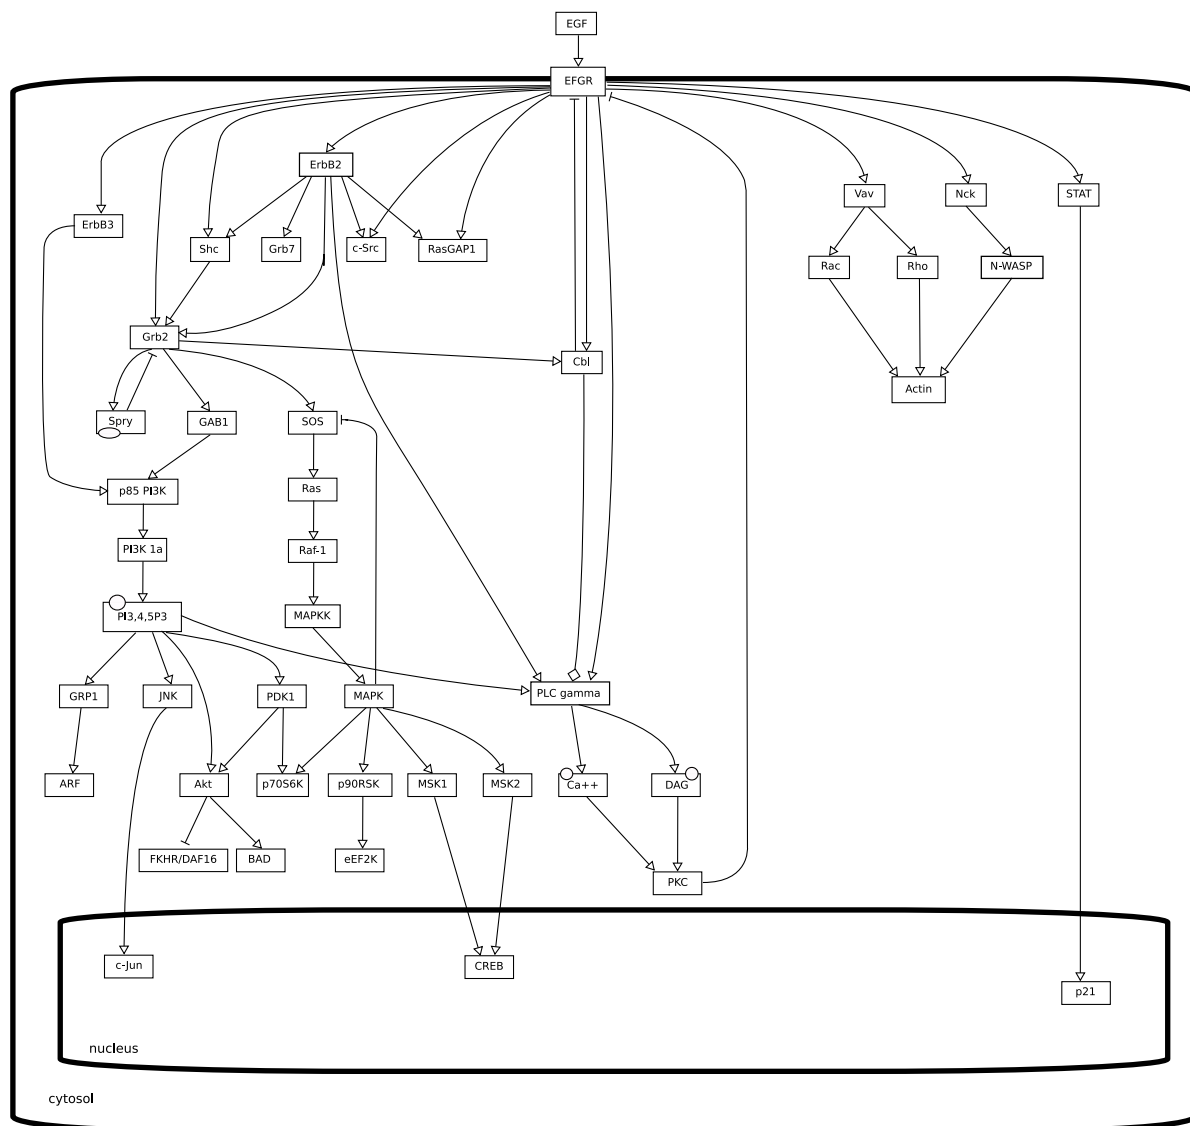 EGF
EFGR
ErbB2
Vav
Nck
STAT
ErbB3
Shc
Grb7
c-Src
RasGAP1
Rac
Rho
N-WASP
Grb2
Cbl
Actin
Spry
GAB1
SOS
p85 PI3K
Ras
PI3K 1a
Raf-1
PI3,4,5P3
MAPKK
GRP1
JNK
PDK1
MAPK
PLC gamma
ARF
Akt
p70S6K
p90RSK
MSK1
MSK2
Ca++
DAG
FKHR/DAF16
BAD
eEF2K
PKC
c-Jun
CREB
p21
nucleus
cytosol